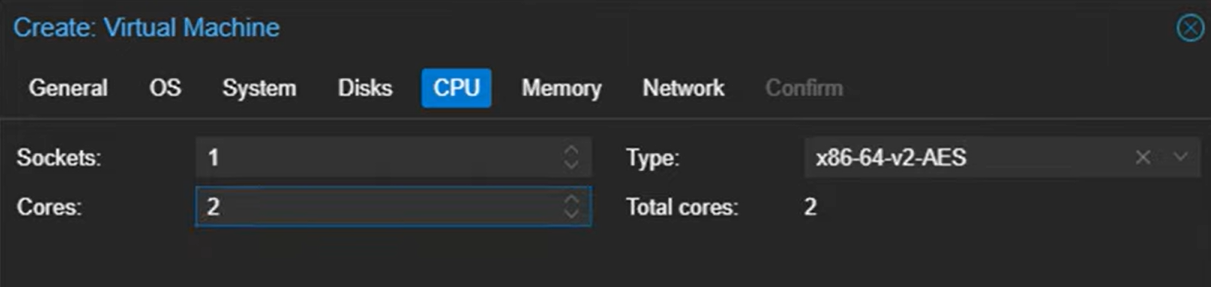 Create: Virtual Machine
General OS System Disks CPU Memory Network Confirm
Sockets: 1 Type: x86-64-v2-AES
Cores: 2 Total cores: 2